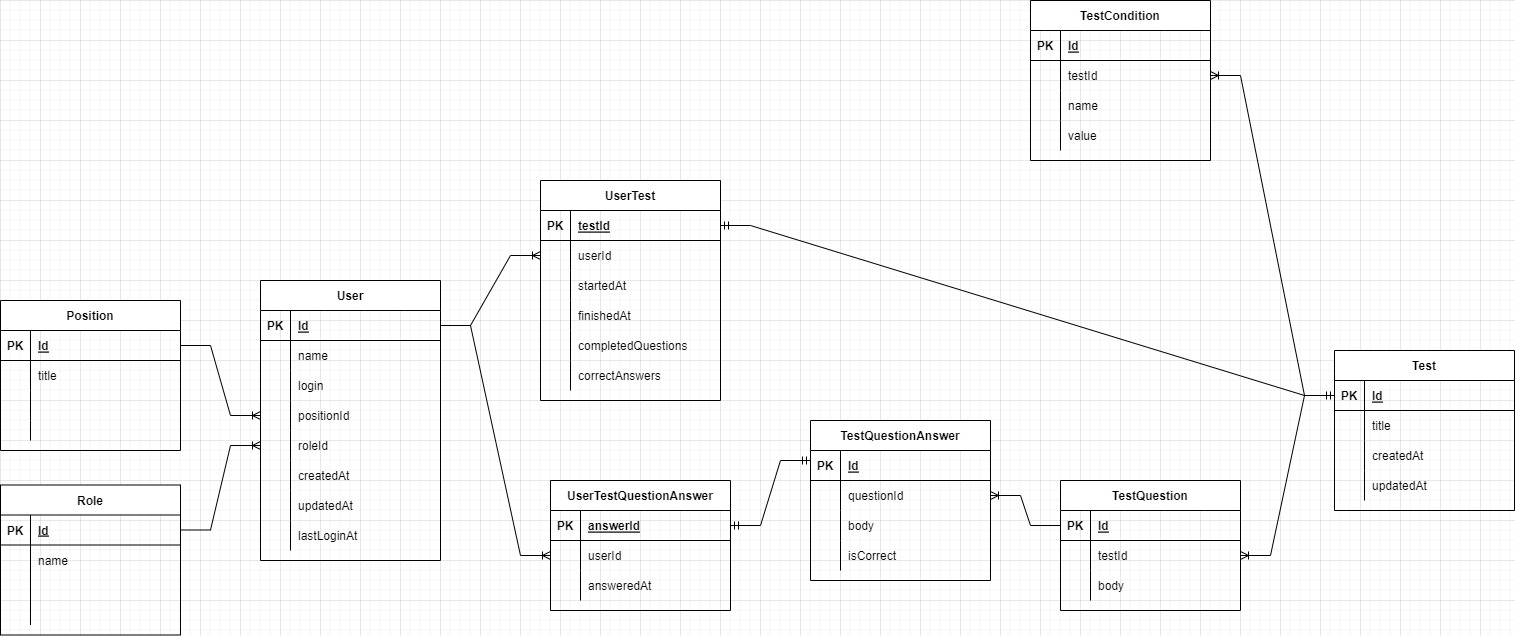 TestCondition
PK Id
testId
name
value
UserTest
PK testId
userId
startedAt
finishedAt
completedQuestions
correctAnswers
User
PK Id
name
login
positionId
roleId
createdAt
updatedAt
lastLoginAt
Position
PK Id
title
Role
PK Id
name
Test
PK Id
title
createdAt
updatedAt
TestQuestionAnswer
PK Id
questionId
body
isCorrect
UserTestQuestionAnswer
PK answerId
userId
answeredAt
TestQuestion
PK Id
testId
body